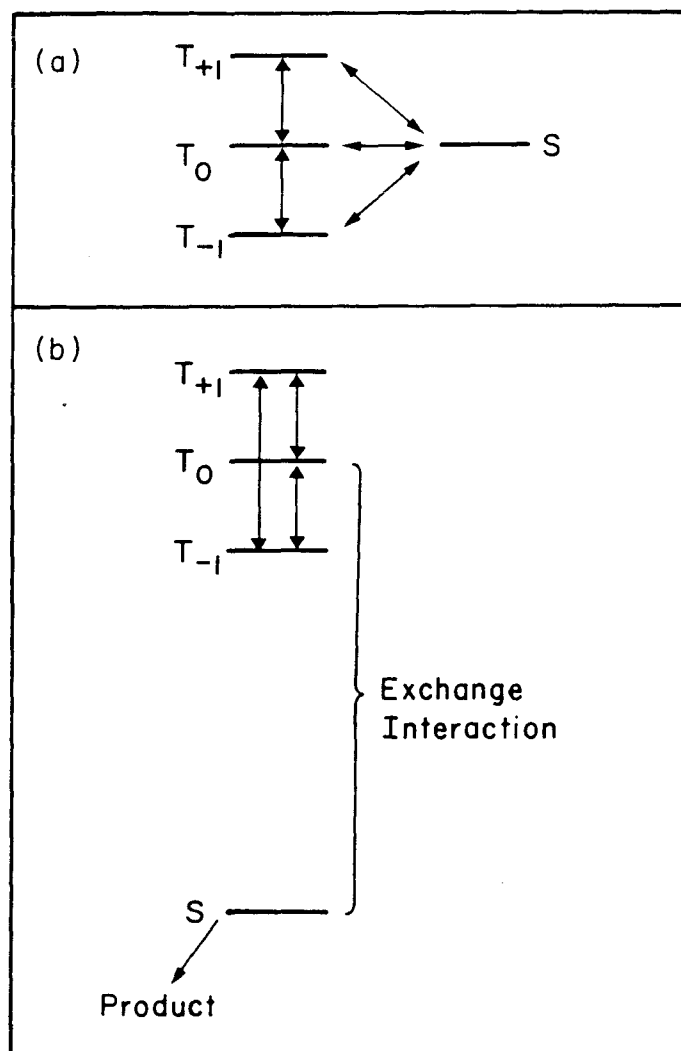 (a)
T+1
T0
T-1
S
(b)
T+1
T0
T-1
Exchange
Interaction
S
Product